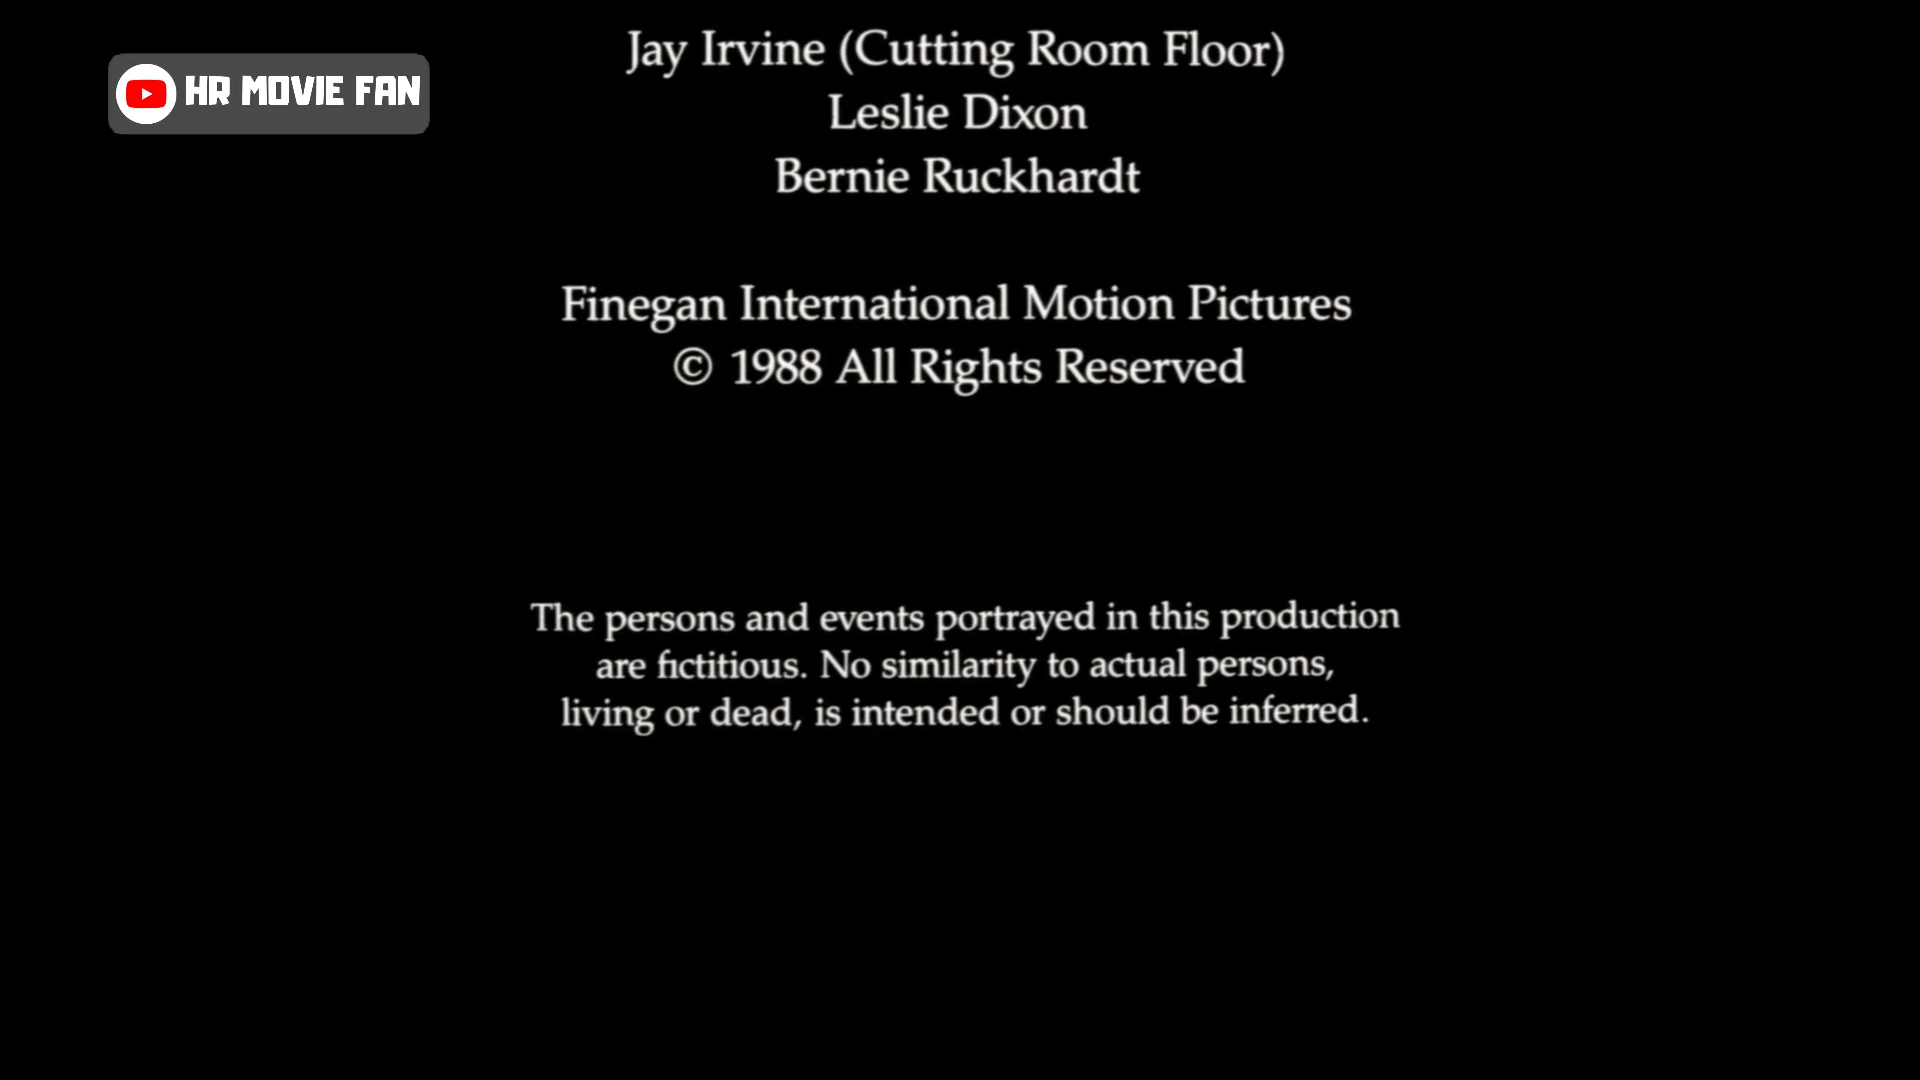 HR MOVIE FAN
Jay Irvine (Cutting Room Floor)
Leslie Dixon
Bernie Ruckhardt
Finegan International Motion Pictures
© 1988 All Rights Reserved
The persons and events portrayed in this production
are fictitious. No similarity to actual persons,
living or dead, is intended or should be inferred.